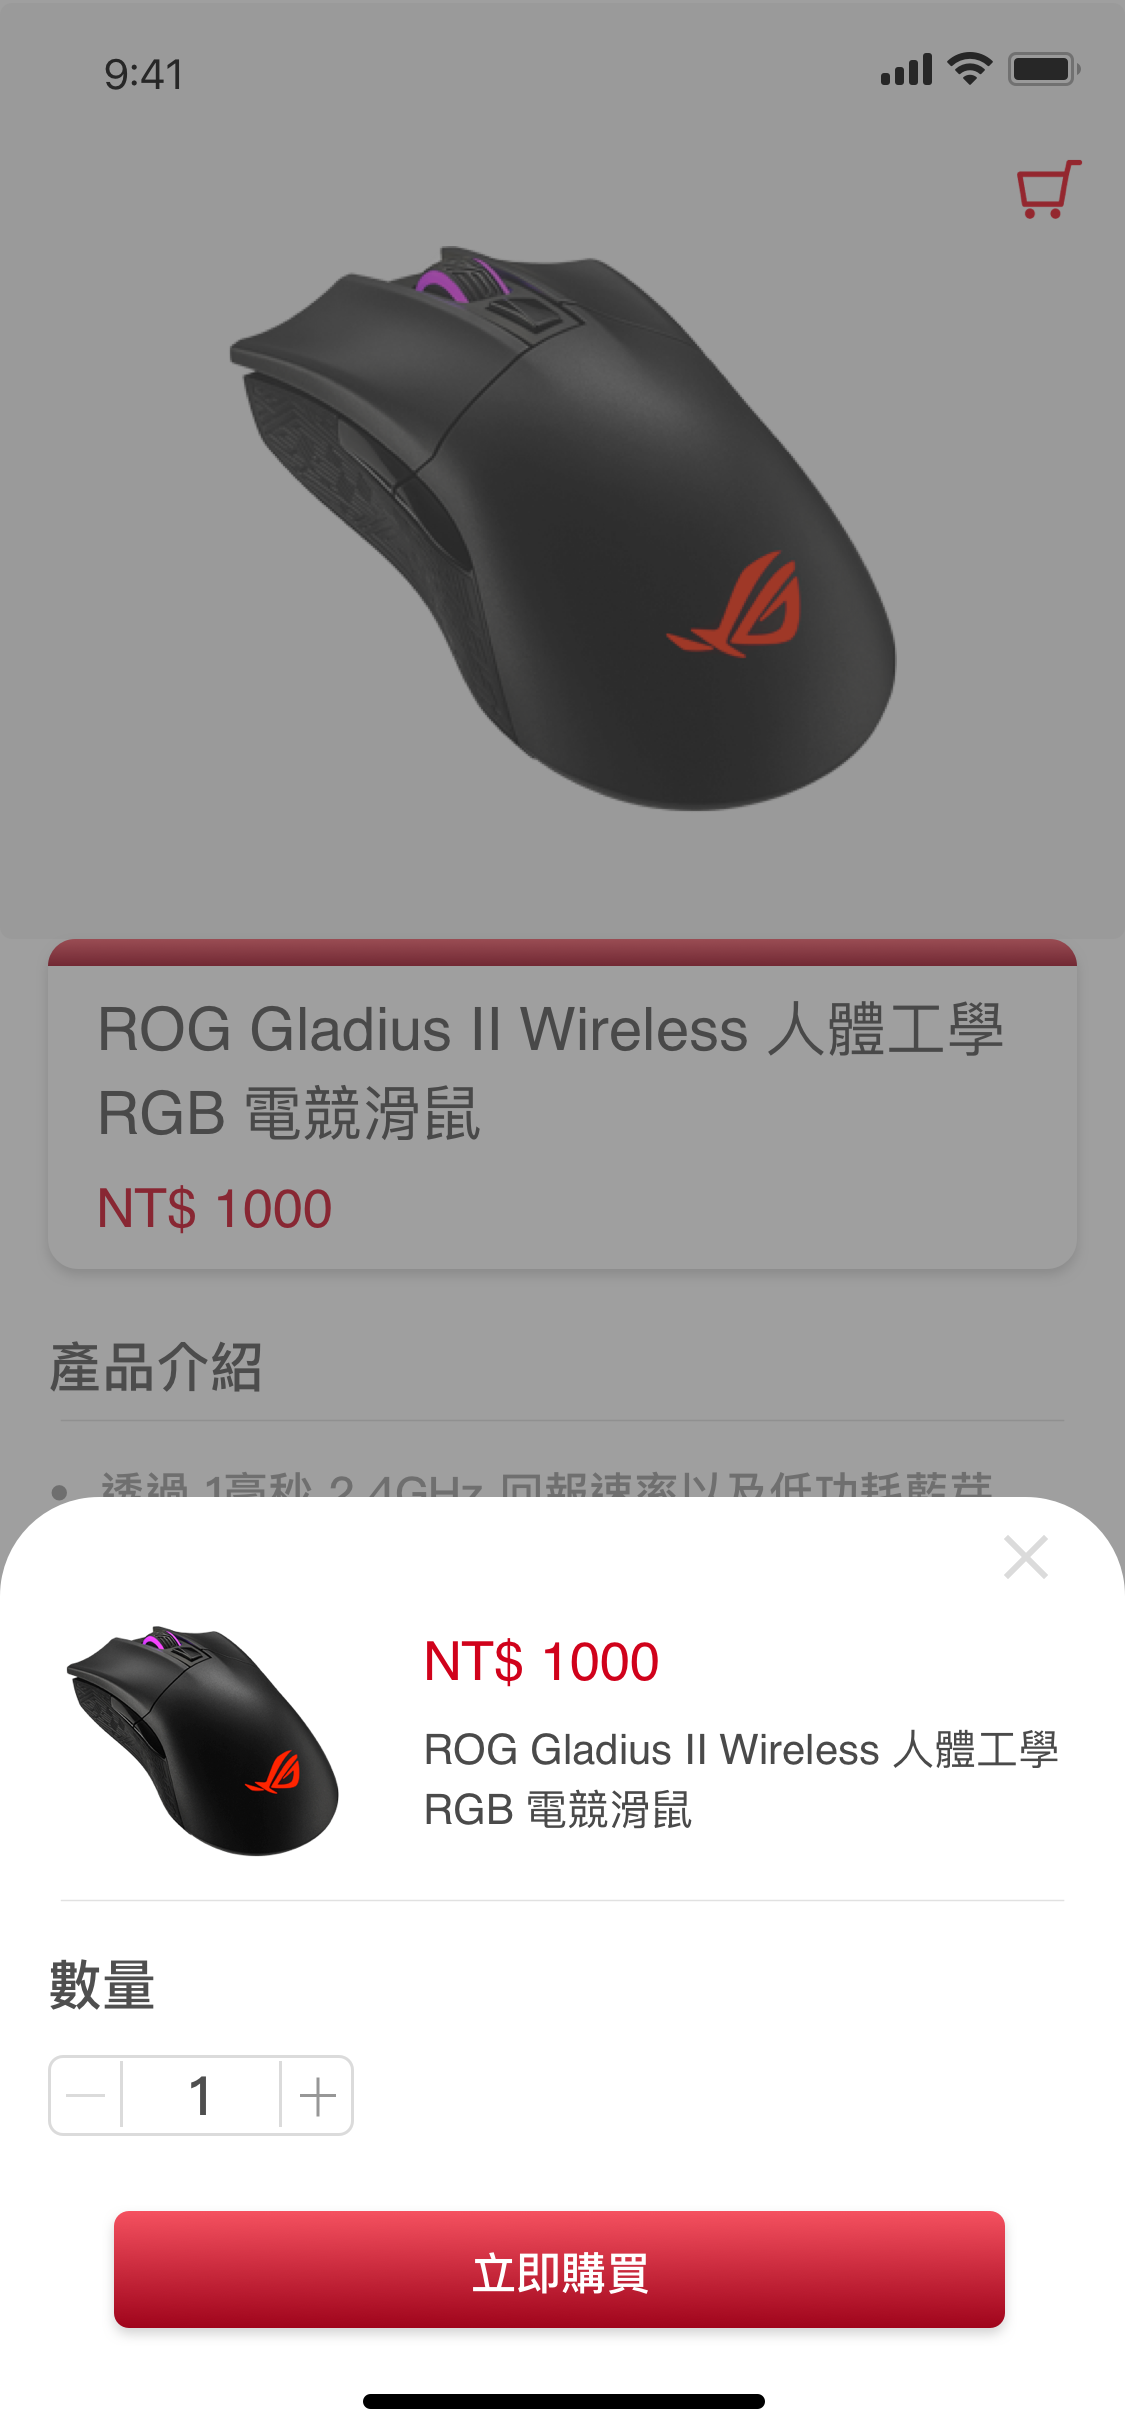 9:41
ROG Gladius II Wireless 人體工學
RGB 電競滑鼠
NT$ 1000
產品介紹
• 透過 1毫秒 2.4GHz 回報速率以及低功耗藍芽
NT$ 1000
ROG Gladius II Wireless 人體工學
RGB 電競滑鼠
數量
1
立即購買